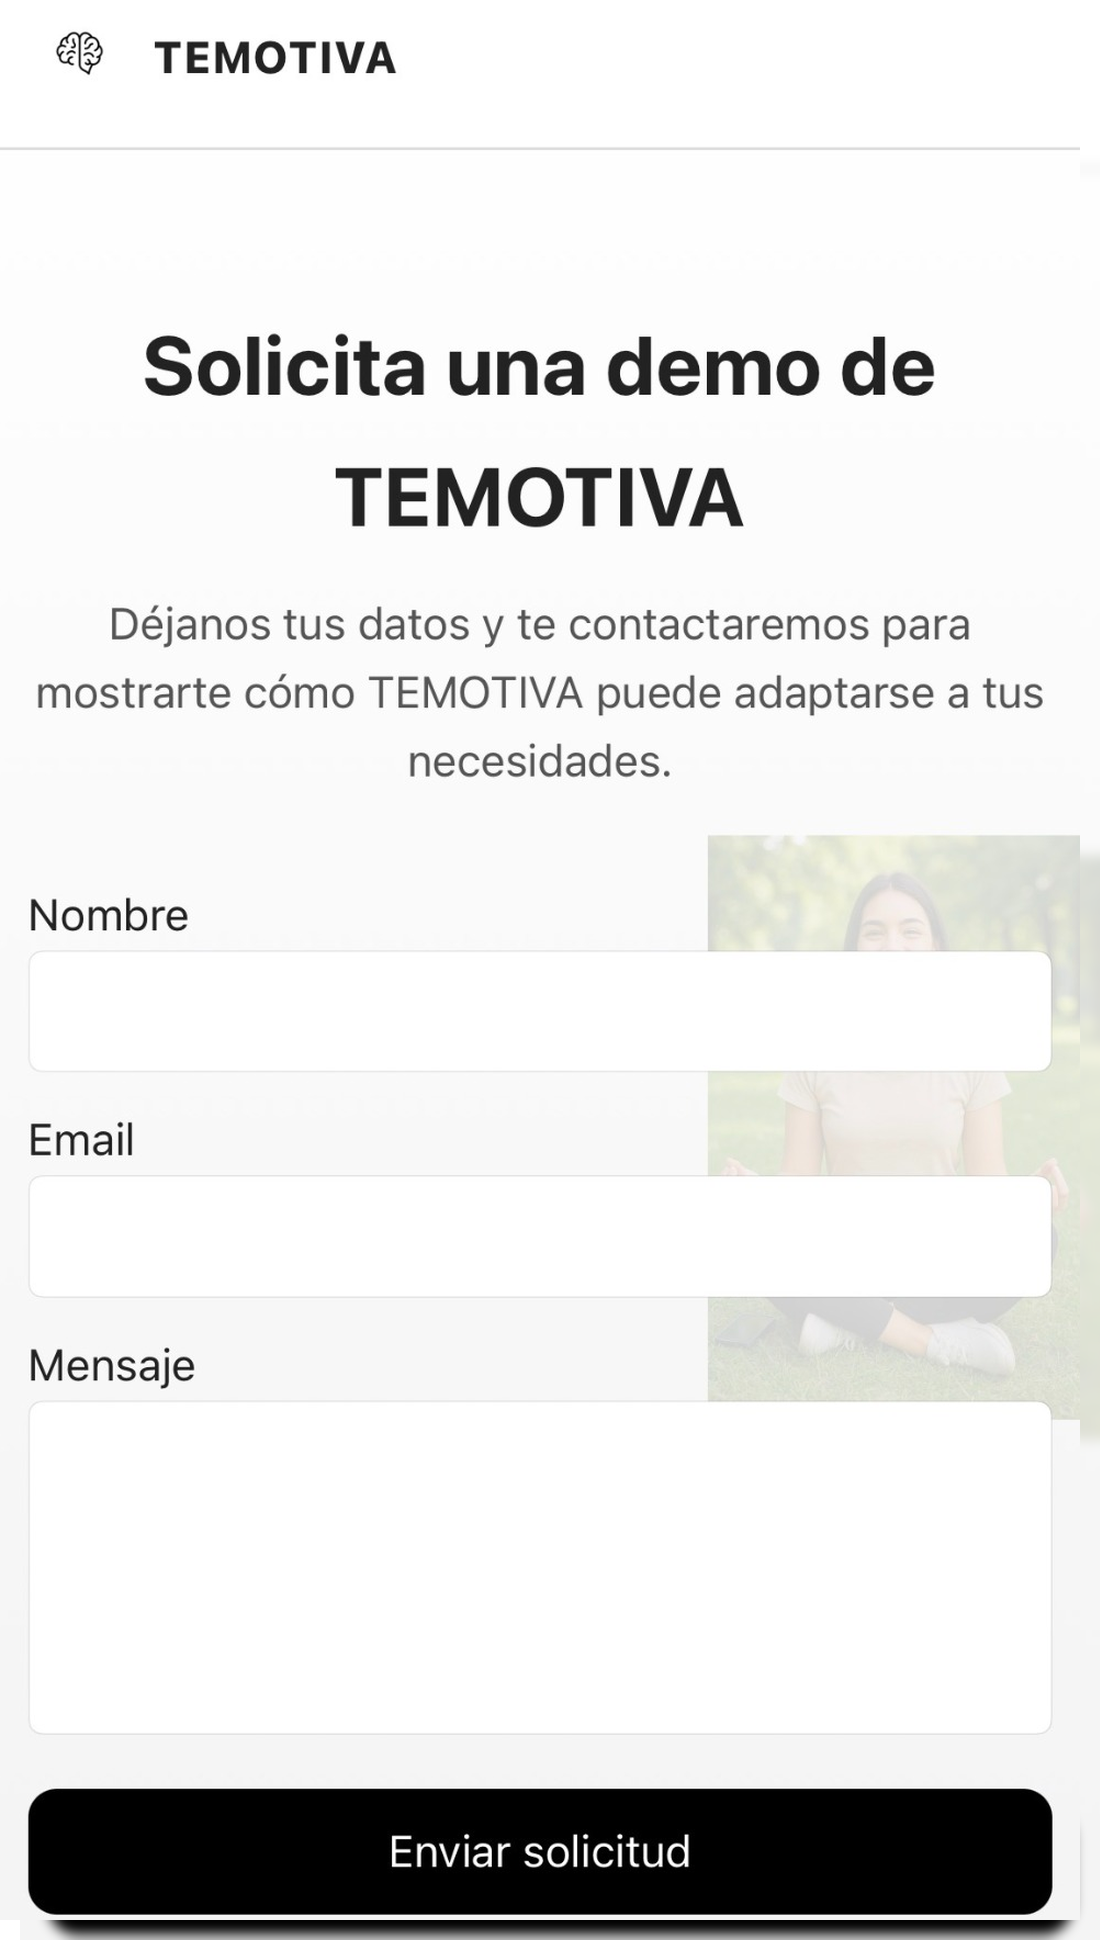 TEMOTIVA
Solicita una demo de
TEMOTIVA
Déjanos tus datos y te contactaremos para
mostrarte cómo TEMOTIVA puede adaptarse a tus
necesidades.
Nombre
Email
Mensaje
Enviar solicitud